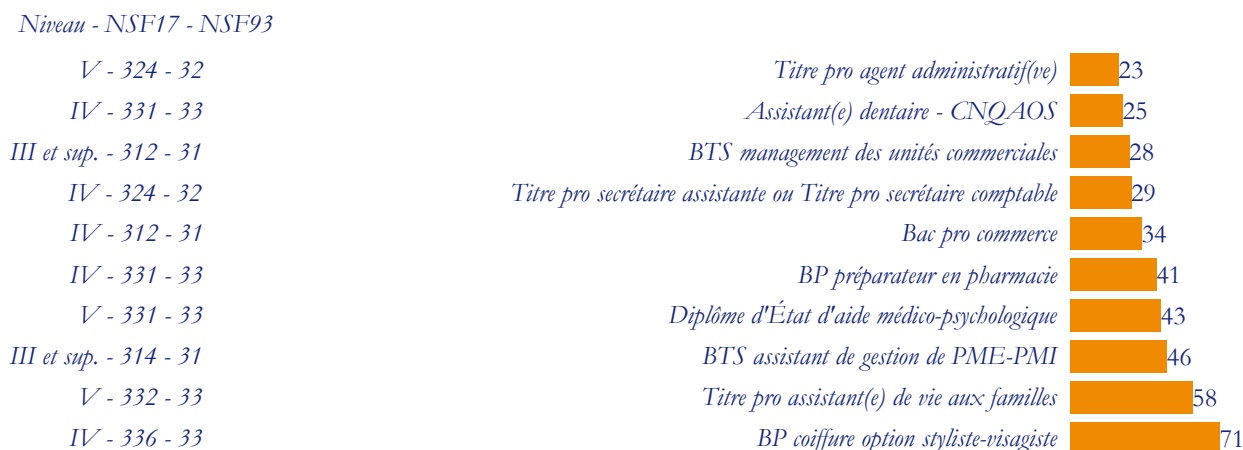 Niveau - NSF17 - NSF93
V - 324 - 32 Titre pro agent administratif(ve) 23
IV - 331 - 33 Assistant(e) dentaire - CNQAOS 25
III et sup. - 312 - 31 BTS management des unités commerciales 28
IV - 324 - 32 Titre pro secrétaire assistante ou Titre pro secrétaire comptable 29
IV - 312 - 31 Bac pro commerce 34
IV - 331 - 33 BP préparateur en pharmacie 41
V - 331 - 33 Diplôme d'État d'aide médico-psychologique 43
III et sup. - 314 - 31 BTS assistant de gestion de PME-PMI 46
V - 332 - 33 Titre pro assistant(e) de vie aux familles 58
IV - 336 - 33 BP coiffure option styliste-visagiste 71